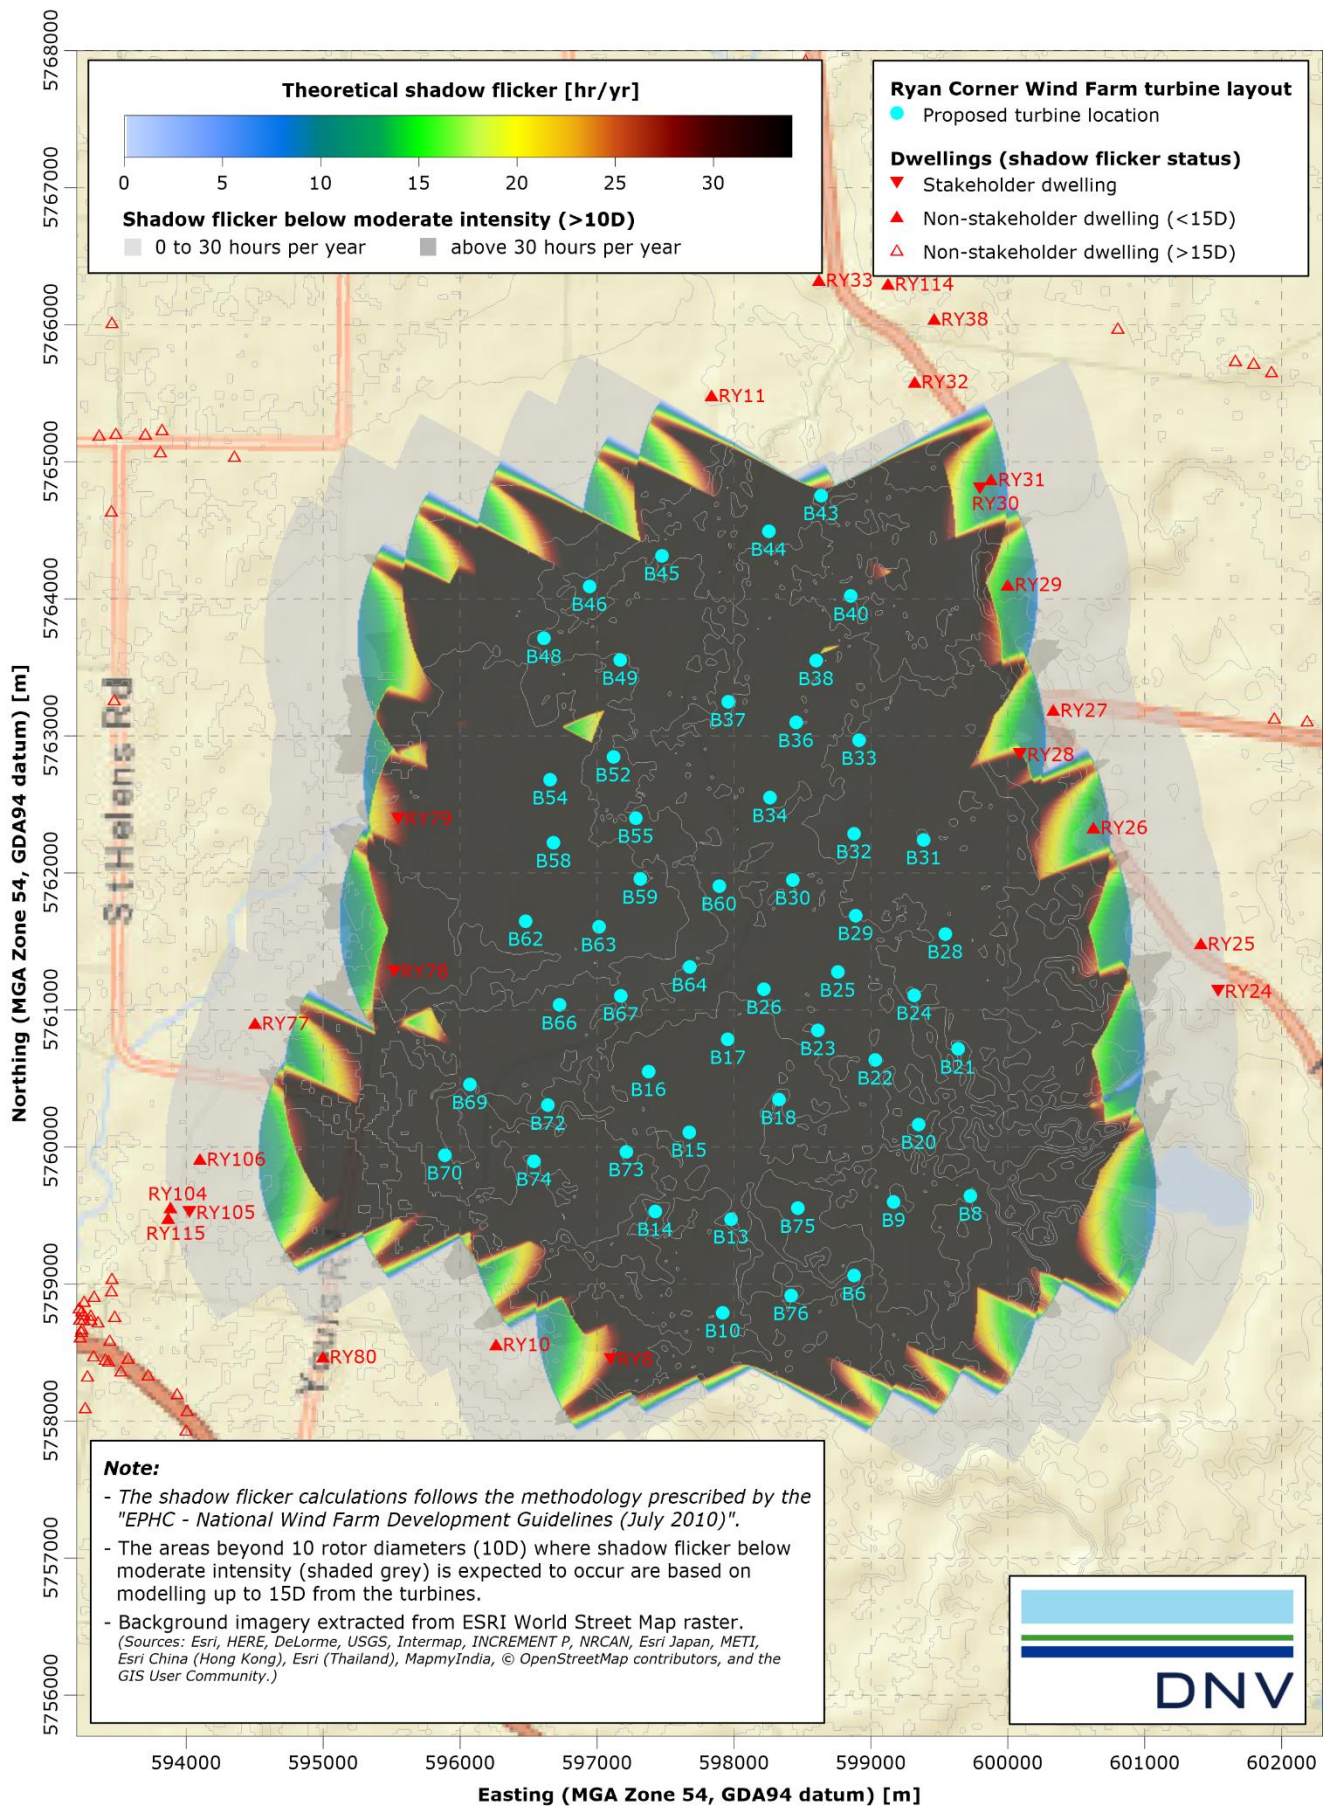 Theoretical shadow flicker [hr/yr]
0 5 10 15 20 25 30
Shadow flicker below moderate intensity (>10D)
0 to 30 hours per year
above 30 hours per year
Ryan Corner Wind Farm turbine layout
Proposed turbine location
Dwellings (shadow flicker status)
Stakeholder dwelling
Non-stakeholder dwelling (<15D)
Non-stakeholder dwelling (>15D)
5768000
5767000
5766000
5765000
5764000
5763000
5762000
5761000
5760000
5759000
5758000
5757000
5756000
Northing (MGA Zone 54, GDA94 datum) [m]
RY33
RY114
RY38
RY32
RY11
RY31
RY30
B43
B44
B45
RY29
B46
B40
B48
B49
B38
St Helens Rd
B37
RY27
B36
B33
RY28
B52
B54
B34
RY79
B55
RY26
B32
B31
B58
B59
B60
B30
B62
B63
B29
B28
RY25
RY78
B64
B25
RY24
B26
B66
B67
B24
RY77
B17
B23
B21
B22
B16
B69
B18
B72
B20
B15
RY106
B70
B74
B73
RY104
RY105
RY115
B14
B13
B75
B9
B8
B6
B76
B10
RY10
RY80
RY8
Note:
- The shadow flicker calculations follows the methodology prescribed by the
"EPHC - National Wind Farm Development Guidelines (July 2010)".
- The areas beyond 10 rotor diameters (10D) where shadow flicker below
moderate intensity (shaded grey) is expected to occur are based on
modelling up to 15D from the turbines.
- Background imagery extracted from ESRI World Street Map raster.
(Sources: Esri, HERE, DeLorme, USGS, Intermap, INCREMENT P, NRCAN, Esri Japan, METI,
Esri China (Hong Kong), Esri (Thailand), MapmyIndia, © OpenStreetMap contributors, and the
GIS User Community.)
DNV
594000 595000 596000 597000 598000 599000 600000 601000 602000
Easting (MGA Zone 54, GDA94 datum) [m]